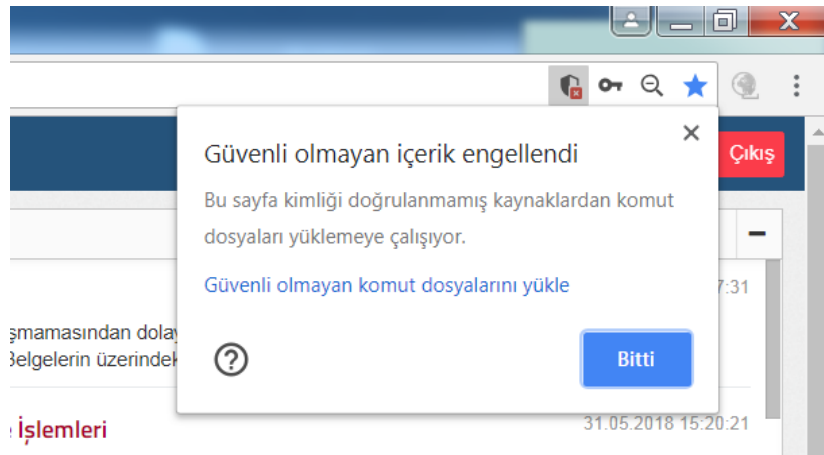 Güvenli olmayan içerik engellendi
Çıkış
Bu sayfa kimliği doğrulanmamış kaynaklardan komut
dosyaları yüklemeye çalışıyor.
Güvenli olmayan komut dosyalarını yükle
7:31
şmamasından dolay
Belgelerin üzerindek
Bitti
İşlemleri
31.05.2018 15:20:21